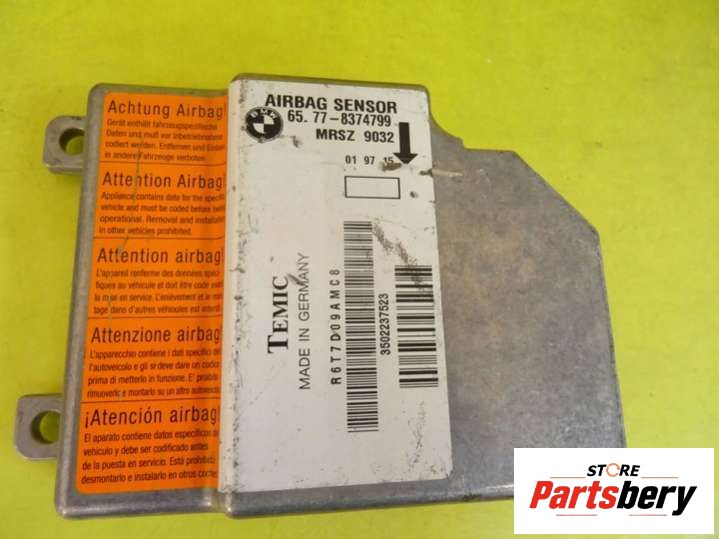 Achtung Airbag!
Gerät enthält fahrzeugspezifische
Daten und muß vor Inbetriebnahme
codiert werden. Entfernen und Einbau
in andere Fahrzeuge verboten.
Attention Airbag!
Appliance contains data for the specific
vehicle and must be coded before
operational. Removal and installation
in other vehicles prohibited.
Attention airbag!
L'appareil renferme des données spéci
fiques au véhicule et doit être codé avant
la mise en service. L'enlèvement et le mon
tage dans d'autres véhicules est interdit
Attenzione airbag!
L'apparecchio contiene i dati specifici del
l'autoveicolo e gli si deve dare un codice
prima di metterlo in funzione. E' proibito
rimuovere e montarlo su un altro autoveicolo
¡Atención airbag!
El aparato contiene datos específicos del
vehículo y debe ser codificado antes
de la puesta en servicio. Está prohibido
desmontarlo e instalarlo en otros coches
BMW
AIRBAG SENSOR
65.77-8374799
MRSZ 9032
01 97 15
TEMIC
MADE IN GERMANY
R6T7D09AMC8
3502237523
STORE
Partsbery